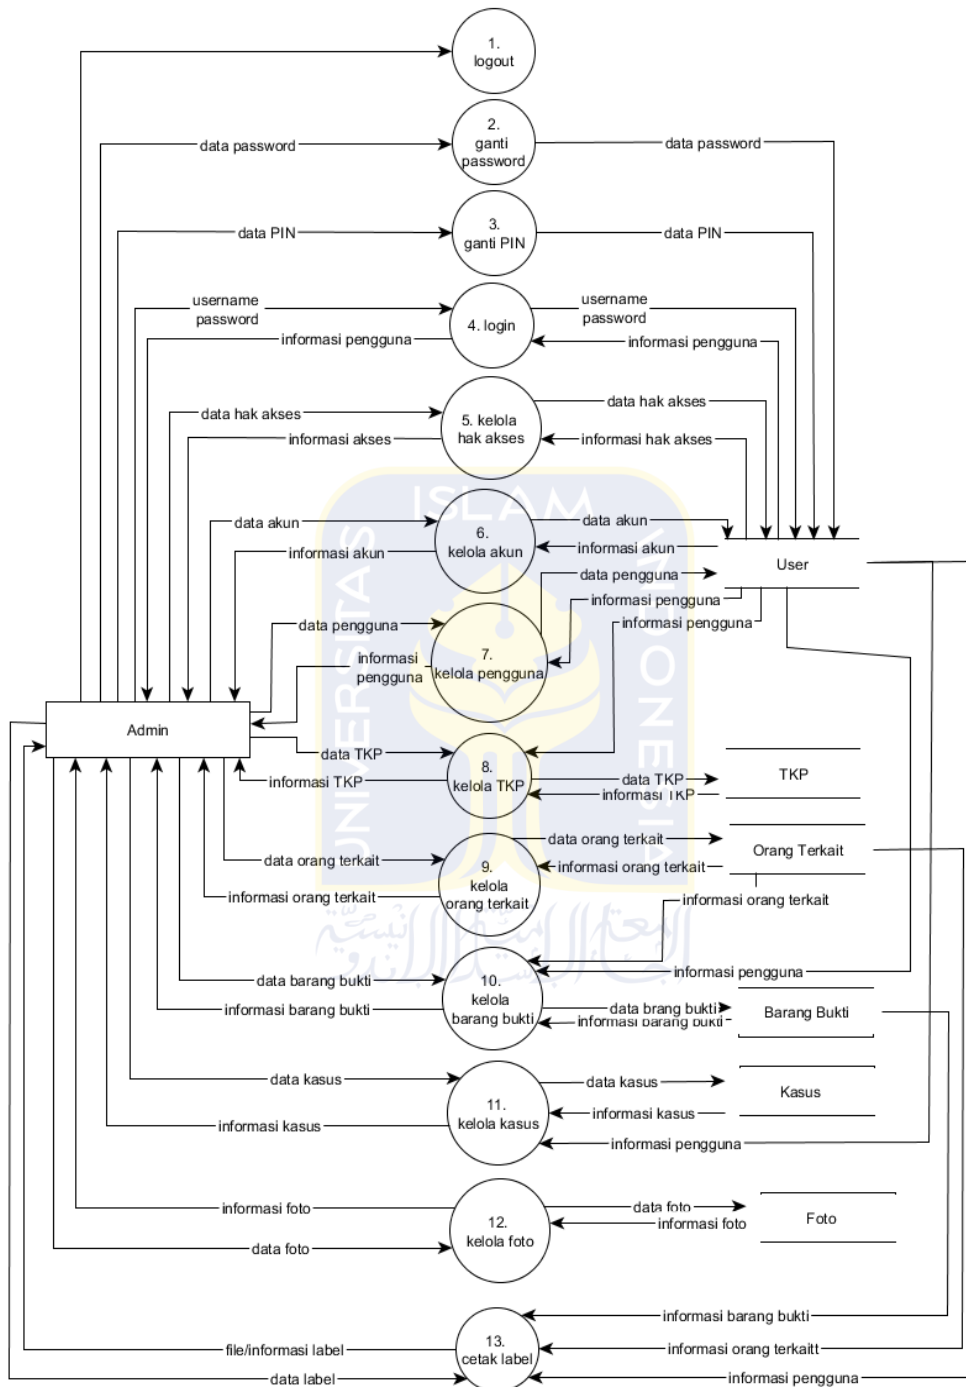 1.
logout
2.
ganti
password
data password
data password
3.
ganti PIN
data PIN
data PIN
4. login
username
password
username
password
informasi pengguna
informasi pengguna
5. kelola
hak akses
data hak akses
data hak akses
informasi akses
informasi hak akses
ISLAM
UNIVERSITAS
INDONESIA
6.
kelola akun
data akun
data akun
informasi akun
informasi akun
User
data pengguna
informasi pengguna
informasi pengguna
data pengguna
7.
kelola pengguna
informasi
pengguna
Admin
data TKP
informasi TKP
8.
kelola TKP
data TKP
informasi TKP
TKP
data orang terkait
Orang Terkait
data orang terkait
9.
kelola
orang terkait
informasi orang terkait
informasi orang terkait
informasi orang terkait
informasi pengguna
data barang bukti
10.
kelola
barang bukti
informasi barang bukti
data brang bukti
informasi barang bukti
Barang Bukti
data kasus
11.
kelola kasus
data kasus
Kasus
informasi kasus
informasi kasus
informasi pengguna
informasi foto
12.
kelola foto
data foto
informasi foto
Foto
data foto
informasi barang bukti
13.
cetak label
file/informasi label
informasi orang terkaitt
data label
informasi pengguna